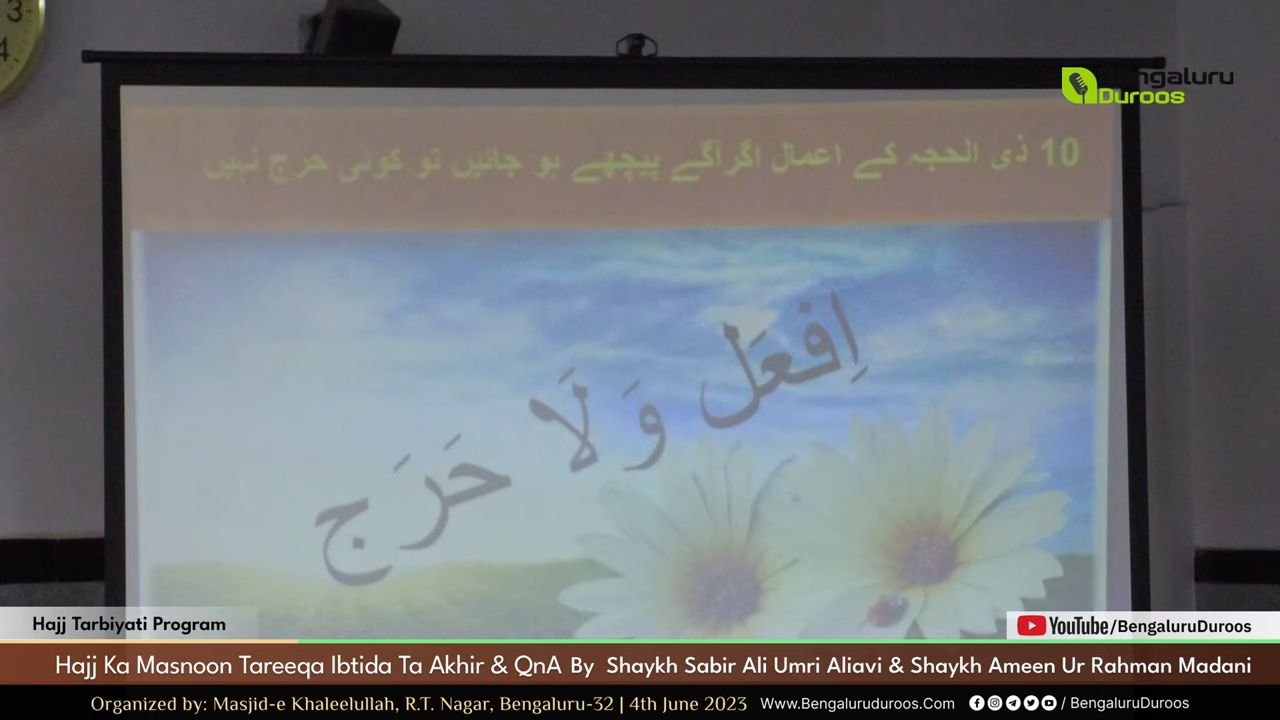 3
4
Bengaluru
Duroos
10 ذی الحجہ کے اعمال اگر آگے پیچھے ہو جائیں تو کوئی حرج نہیں
اِفعَل وَلَا حَرَج
Hajj Tarbiyati Program
YouTube/BengaluruDuroos
Hajj Ka Masnoon Tareeqa Ibtida Ta Akhir & QnA By Shaykh Sabir Ali Umri Aliavi & Shaykh Ameen Ur Rahman Madani
Organized by: Masjid-e Khaleelullah, R.T. Nagar, Bengaluru-32 | 4th June 2023 Www.Bengaluruduroos.Com / BengaluruDuroos